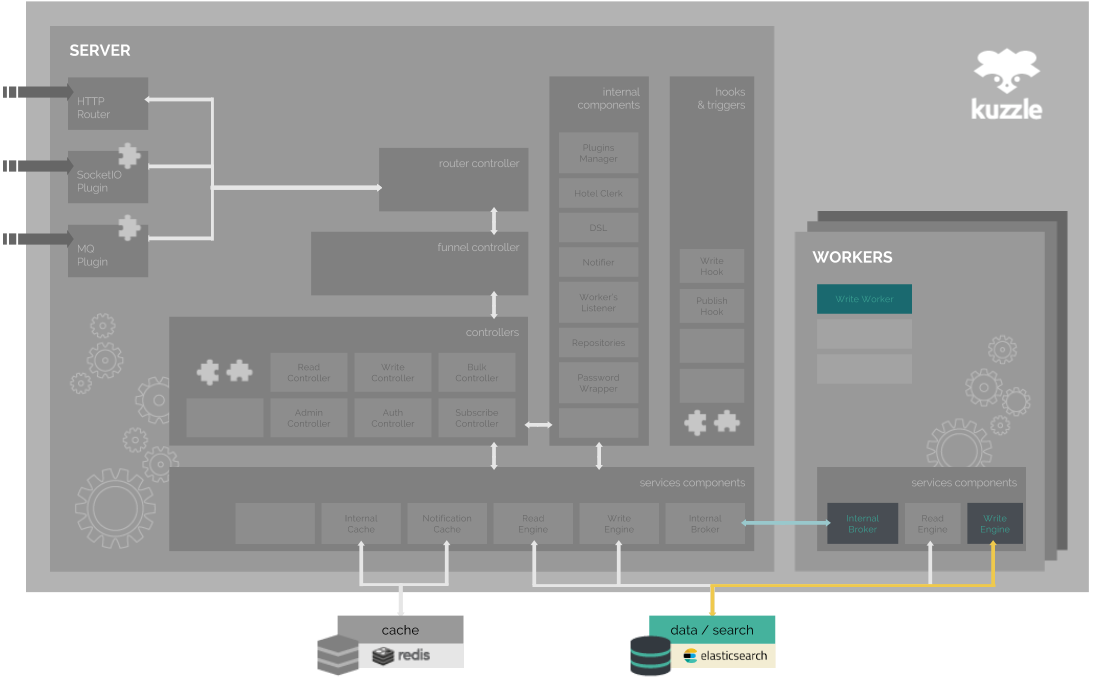 SERVER
HTTP
Router
SocketIO
Plugin
MQ
Plugin
router controller
funnel controller
controllers
Read
Controller
Write
Controller
Bulk
Controller
Admin
Controller
Auth
Controller
Subscribe
Controller
internal
components
Plugins
Manager
Hotel Clerk
DSL
Notifier
Worker's
Listener
Repositories
Password
Wrapper
hooks
& triggers
Write
Hook
Publish
Hook
services components
Internal
Cache
Notification
Cache
Read
Engine
Write
Engine
Internal
Broker
kuzzle
WORKERS
Write Worker
services components
Internal
Broker
Read
Engine
Write
Engine
cache
redis
data / search
elasticsearch